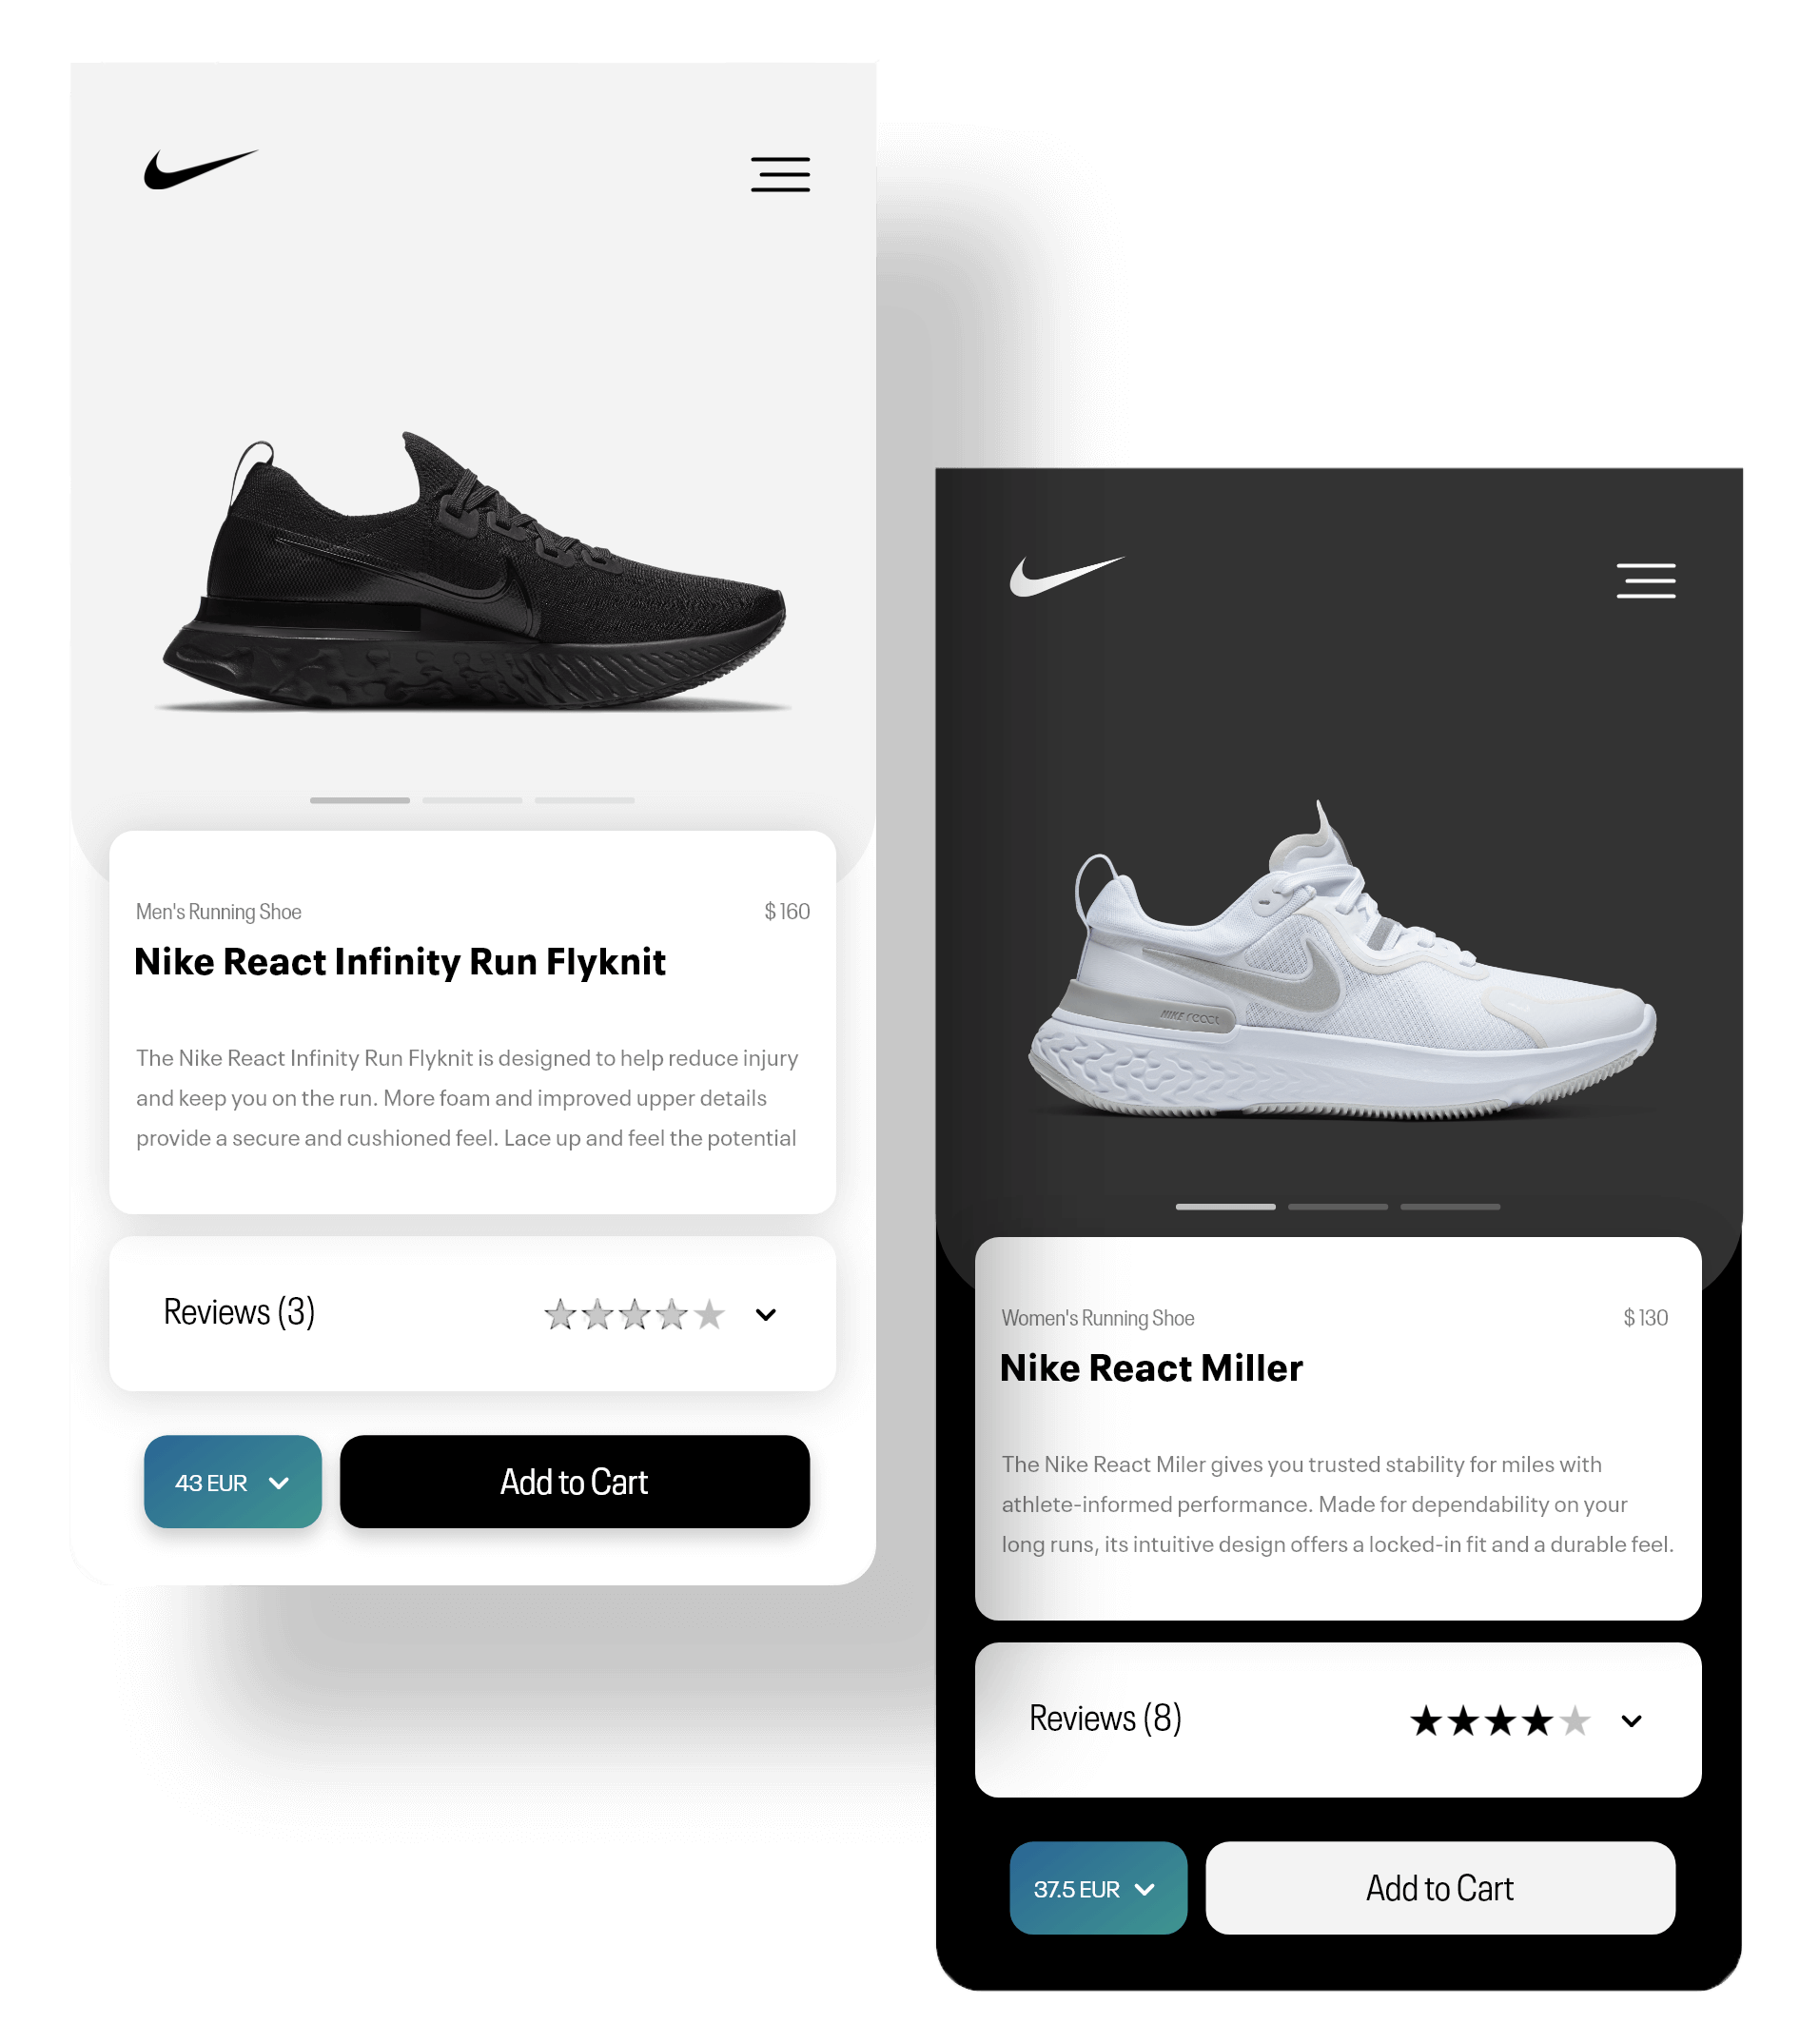 Men's Running Shoe
$ 160
Nike React Infinity Run Flyknit
The Nike React Infinity Run Flyknit is designed to help reduce injury
and keep you on the run. More foam and improved upper details
provide a secure and cushioned feel. Lace up and feel the potential
Reviews (3)
43 EUR
Add to Cart
NIKE react
Women's Running Shoe
$ 130
Nike React Miller
The Nike React Miler gives you trusted stability for miles with
athlete-informed performance. Made for dependability on your
long runs, its intuitive design offers a locked-in fit and a durable feel.
Reviews (8)
37.5 EUR
Add to Cart